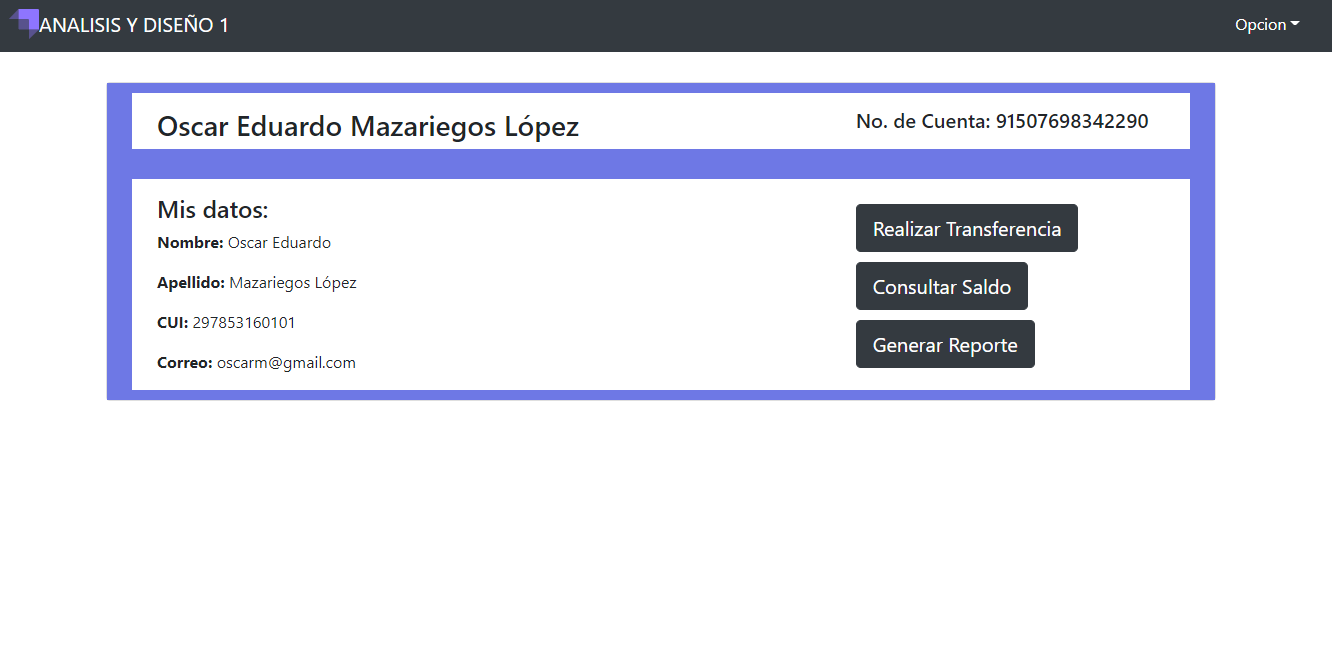 ANALISIS Y DISEÑO 1
Opcion
Oscar Eduardo Mazariegos López
No. de Cuenta: 91507698342290
Mis datos:
Nombre: Oscar Eduardo
Apellido: Mazariegos López
CUI: 297853160101
Correo: oscarm@gmail.com
Realizar Transferencia
Consultar Saldo
Generar Reporte